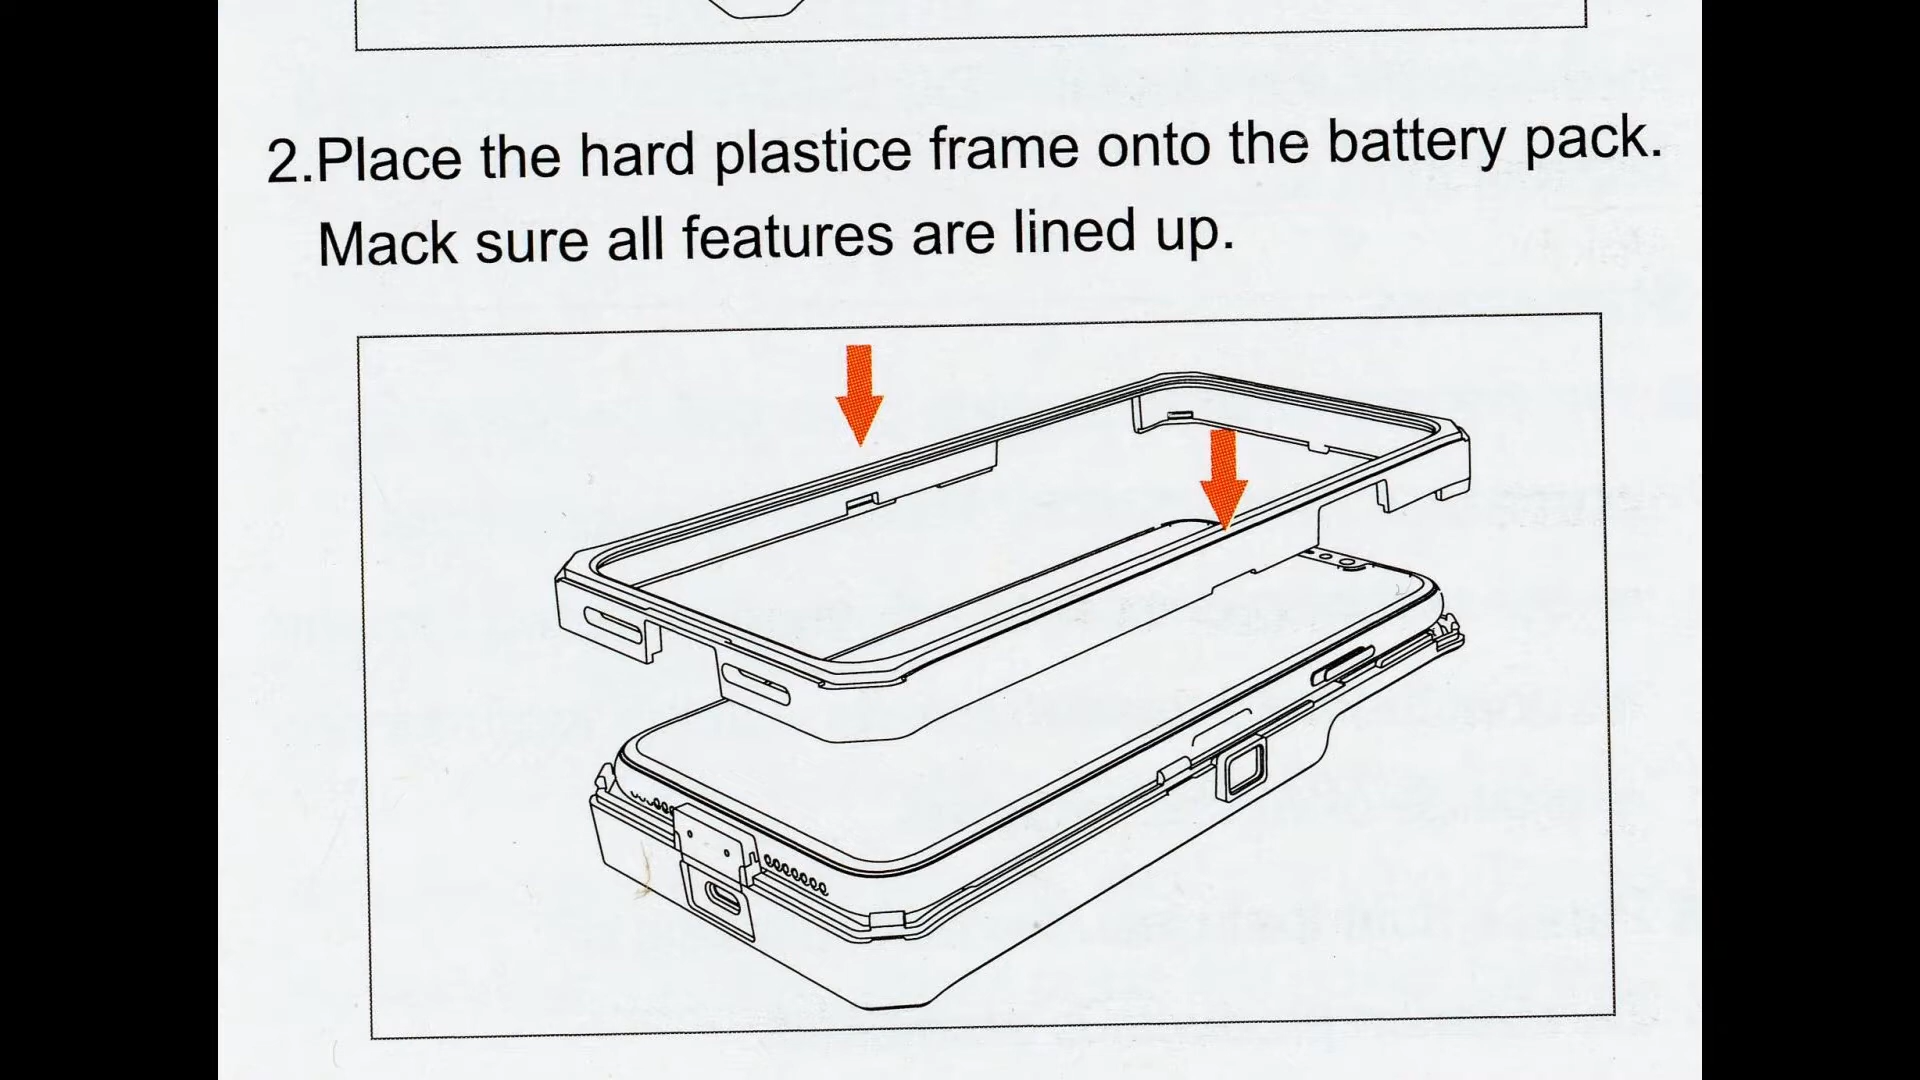 2.Place the hard plastice frame onto the battery pack.
Mack sure all features are lined up.